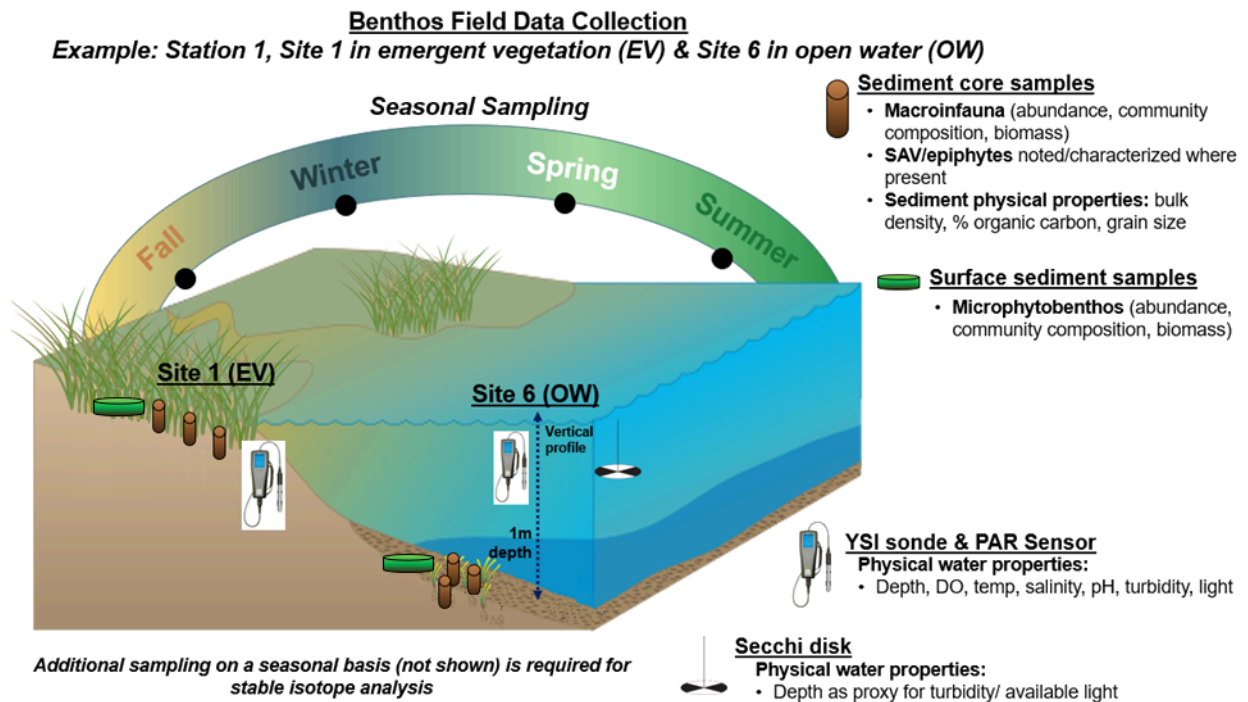 Benthos Field Data Collection
Example: Station 1, Site 1 in emergent vegetation (EV) & Site 6 in open water (OW)
Seasonal Sampling
Fall
Winter
Spring
Summer
Site 1 (EV)
Site 6 (OW)
Vertical
profile
1m
depth
Sediment core samples
• Macroinfauna (abundance, community
composition, biomass)
• SAV/epiphytes noted/characterized where
present
• Sediment physical properties: bulk
density, % organic carbon, grain size
Surface sediment samples
• Microphytobenthos (abundance,
community composition, biomass)
YSI sonde & PAR Sensor
Physical water properties:
• Depth, DO, temp, salinity, pH, turbidity, light
Secchi disk
Physical water properties:
• Depth as proxy for turbidity/ available light
Additional sampling on a seasonal basis (not shown) is required for
stable isotope analysis